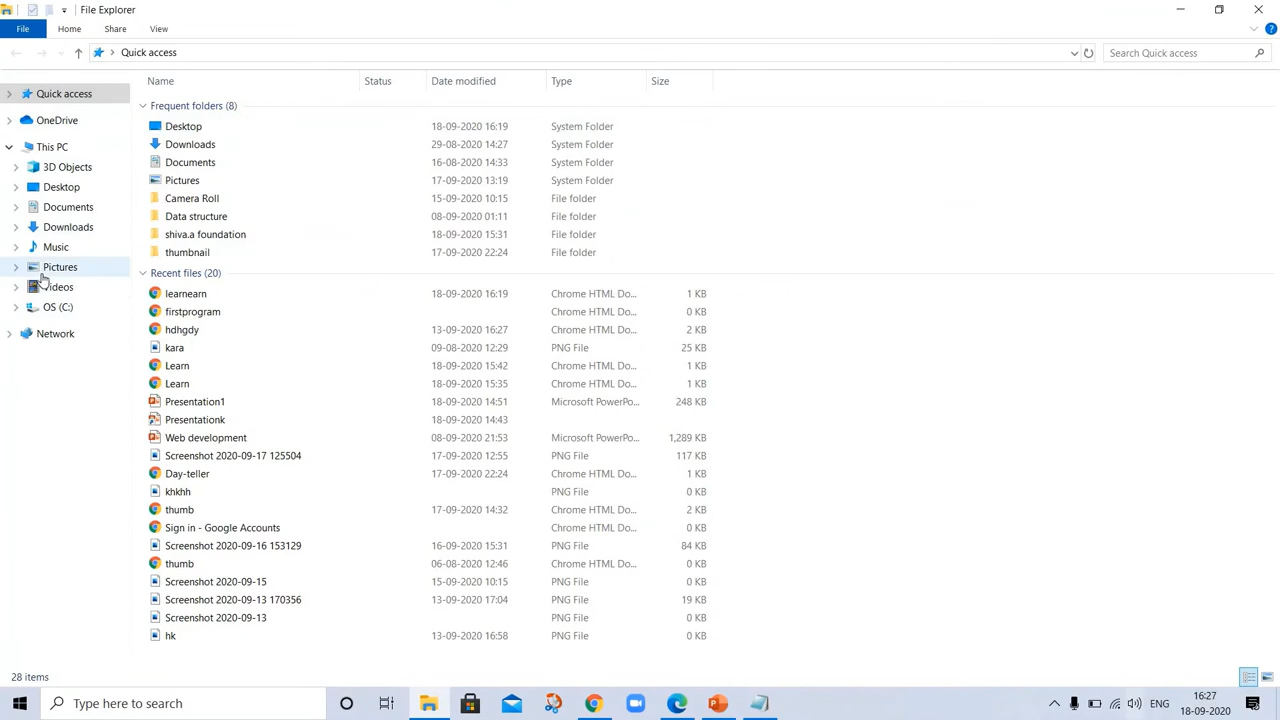 File Explorer
File Home Share View
Quick access Search Quick access
Name Status Date modified Type Size
Quick access
OneDrive
This PC
3D Objects
Desktop
Documents
Downloads
Music
Pictures
Videos
OS (C:)
Network
Frequent folders (8)
Desktop 18-09-2020 16:19 System Folder
Downloads 29-08-2020 14:27 System Folder
Documents 16-08-2020 14:33 System Folder
Pictures 17-09-2020 13:19 System Folder
Camera Roll 15-09-2020 10:15 File folder
Data structure 08-09-2020 01:11 File folder
shiva.a foundation 18-09-2020 15:31 File folder
thumbnail 17-09-2020 22:24 File folder
Recent files (20)
learnearn 18-09-2020 16:19 Chrome HTML Do... 1 KB
firstprogram Chrome HTML Do... 0 KB
hdhgdy 13-09-2020 16:27 Chrome HTML Do... 2 KB
kara 09-08-2020 12:29 PNG File 25 KB
Learn 18-09-2020 15:42 Chrome HTML Do... 1 KB
Learn 18-09-2020 15:35 Chrome HTML Do... 1 KB
Presentation1 18-09-2020 14:51 Microsoft PowerPo... 248 KB
Presentationk 18-09-2020 14:43
Web development 08-09-2020 21:53 Microsoft PowerPo... 1,289 KB
Screenshot 2020-09-17 125504 17-09-2020 12:55 PNG File 117 KB
Day-teller 17-09-2020 22:24 Chrome HTML Do... 1 KB
khkhh PNG File 0 KB
thumb 17-09-2020 14:32 Chrome HTML Do... 2 KB
Sign in - Google Accounts Chrome HTML Do... 0 KB
Screenshot 2020-09-16 153129 16-09-2020 15:31 PNG File 84 KB
thumb 06-08-2020 12:46 Chrome HTML Do... 0 KB
Screenshot 2020-09-15 15-09-2020 10:15 PNG File 0 KB
Screenshot 2020-09-13 170356 13-09-2020 17:04 PNG File 19 KB
Screenshot 2020-09-13 PNG File 0 KB
hk 13-09-2020 16:58 PNG File 0 KB
28 items
Type here to search
ENG
16:27
18-09-2020